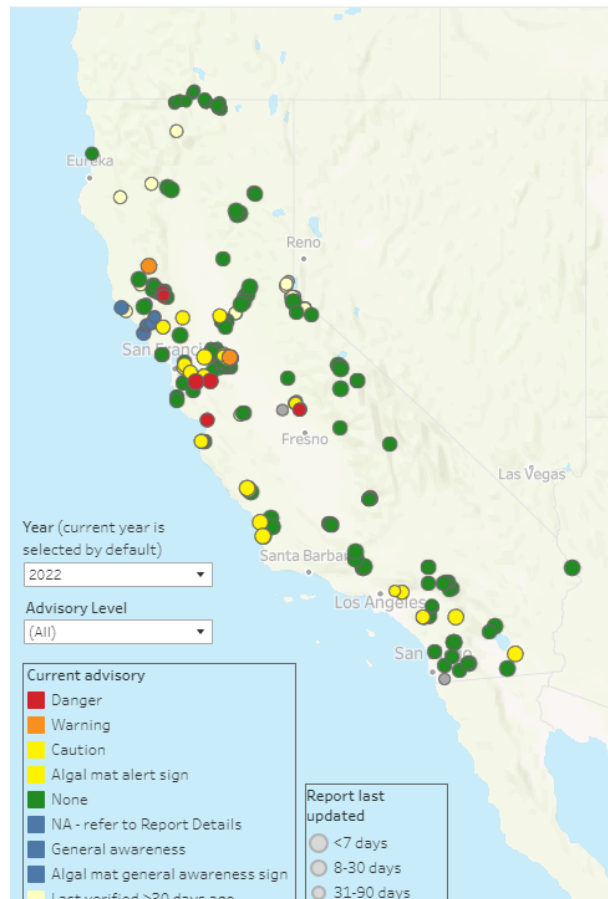 Eureka
Reno
San Franci
Fresno
Las Vegas
Year (current year is
selected by default)
2022
Santa Barbar
Advisory Level
Los Angeles
(All)
San
Current advisory
Danger
Warning
Caution
Algal mat alert sign
None
NA - refer to Report Details
General awareness
Algal mat general awareness sign
Last verified >30 days ago
Report last
updated
<7 days
8-30 days
31-90 days